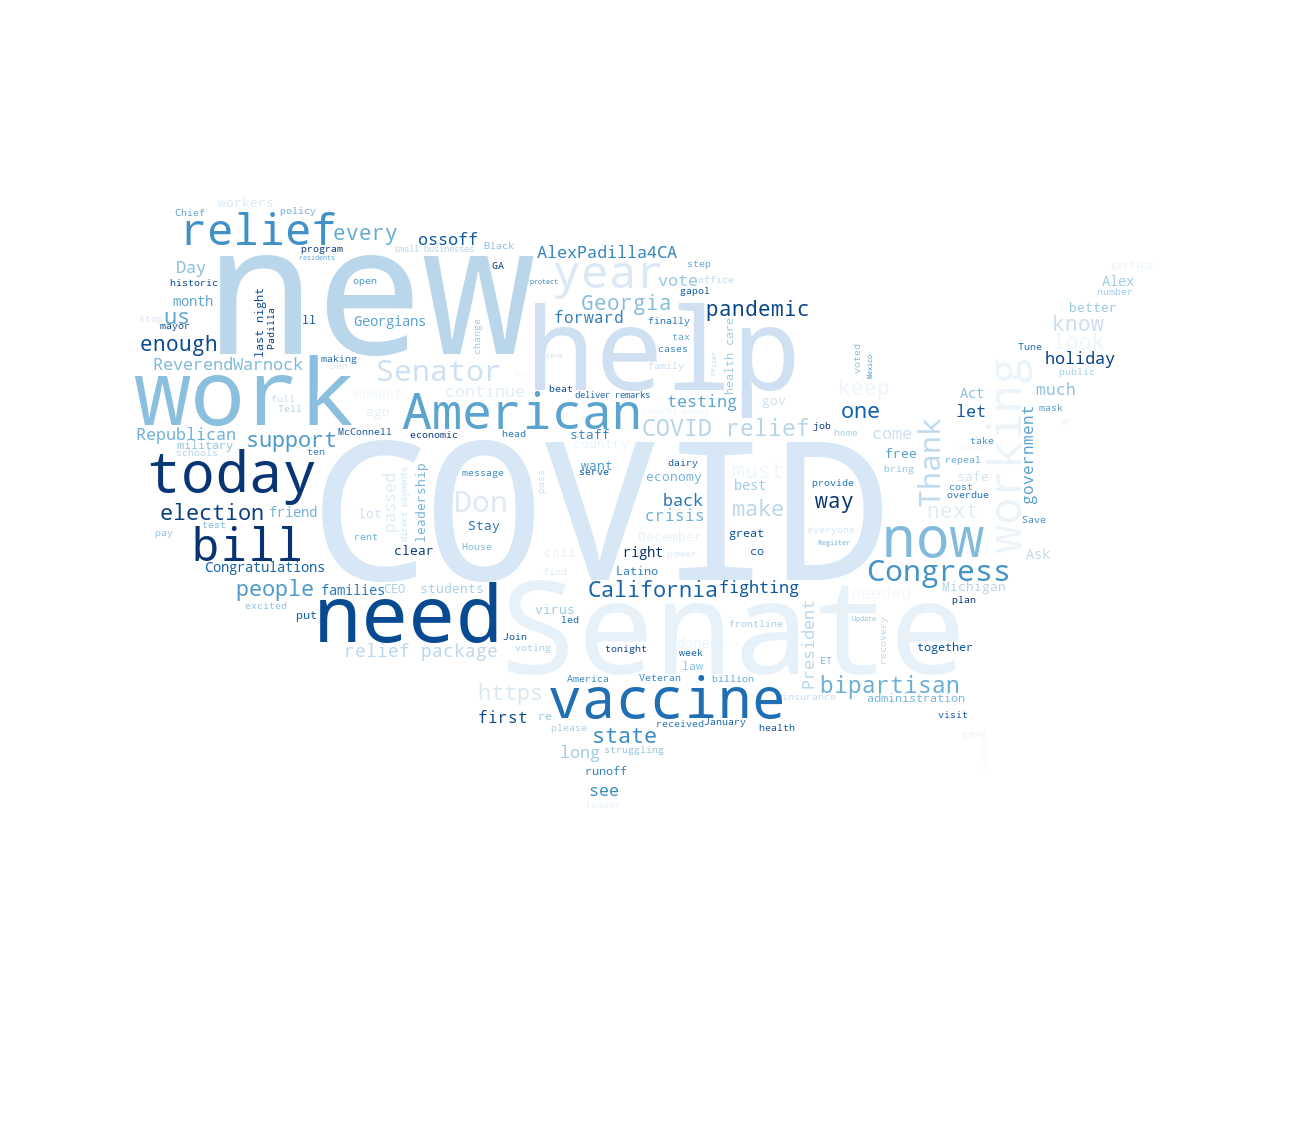 workers
Chief
policy
relief
every
ossoff
program
small businesses
Black
residents
AlexPadilla4CA
new
Day
GA
step
historic
open
protect
year
vote
office
getting
Alex
month
gapol
number
us
last night
Padilla
ll
Georgians
Georgia
pandemic
better
stop
mayor
change
forward
finally
know
enough
help
tax
health care
look
making
cases
Tune
holiday
ReverendWarnock
Sen
Senator
family
Pfizer
voted
Mexico
public
work
full
Tell
moment
continue
beat
deliver remarks
testing
gov
keep
Act
much
ago
American
one
let
mask
Republican
support
McConnell
economic
head
staff
COVID relief
job
home
come
Thank
working
take
military
schools
ten
country
free
repeal
government
today
COVID
message
want
serve
dairy
economy
must
bring
safe
leadership
direct payments
passed
pass
best
provide
cost
overdue
election
friend
lot
Don
back
make
way
next
Save
test
Stay
crisis
pay
bill
rent
clear
House
December
great
everyone
Register
now
Ask
call
right
power
co
Congratulations
find
Latino
Congress
people
families
CEO
students
California
fighting
needed
Michigan
excited
put
need
virus
led
frontline
President
Update
plan
recovery
Join
voting
Senate
done
relief package
tonight
week
law
ET
together
America
Veteran
billion
bipartisan
https
vaccine
insurance
administration
first
re
please
received
January
health
visit
state
gave
long
struggling
runoff
see
leader